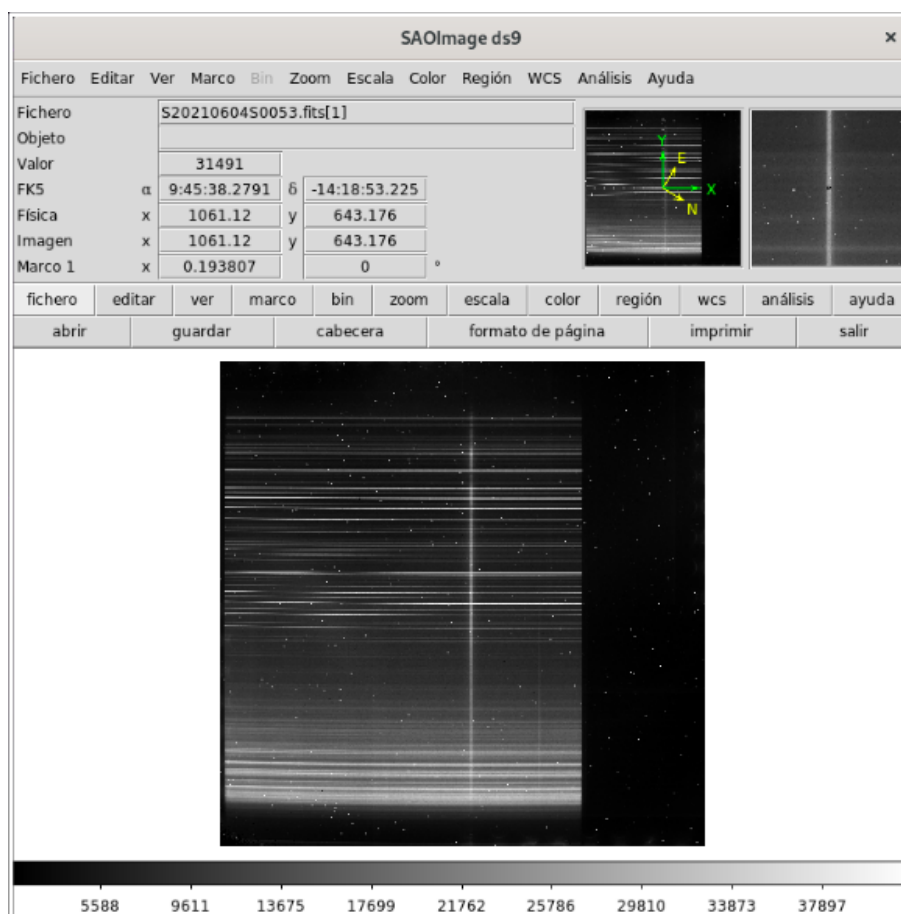 SAOImage ds9 ×
Fichero Editar Ver Marco Bin Zoom Escala Color Región WCS Análisis Ayuda
Fichero S20210604S0053.fits[1]
Objeto
Valor 31491
FK5 α 9:45:38.2791 δ -14:18:53.225
Física x 1061.12 y 643.176
Imagen x 1061.12 y 643.176
Marco 1 x 0.193807 0 °
Y
E
X
N
fichero editar ver marco bin zoom escala color región wcs análisis ayuda
abrir guardar cabecera formato de página imprimir salir
5588 9611 13675 17699 21762 25786 29810 33873 37897